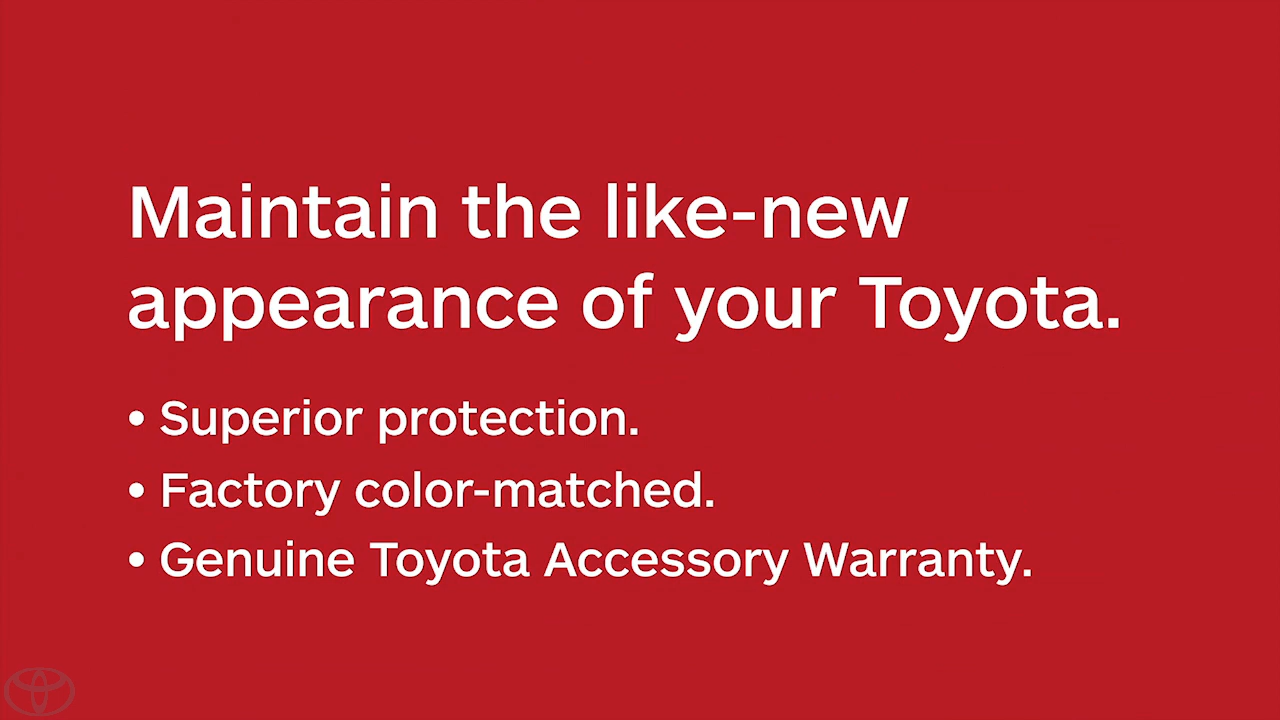 Maintain the like-new
appearance of your Toyota.
• Superior protection.
• Factory color-matched.
• Genuine Toyota Accessory Warranty.